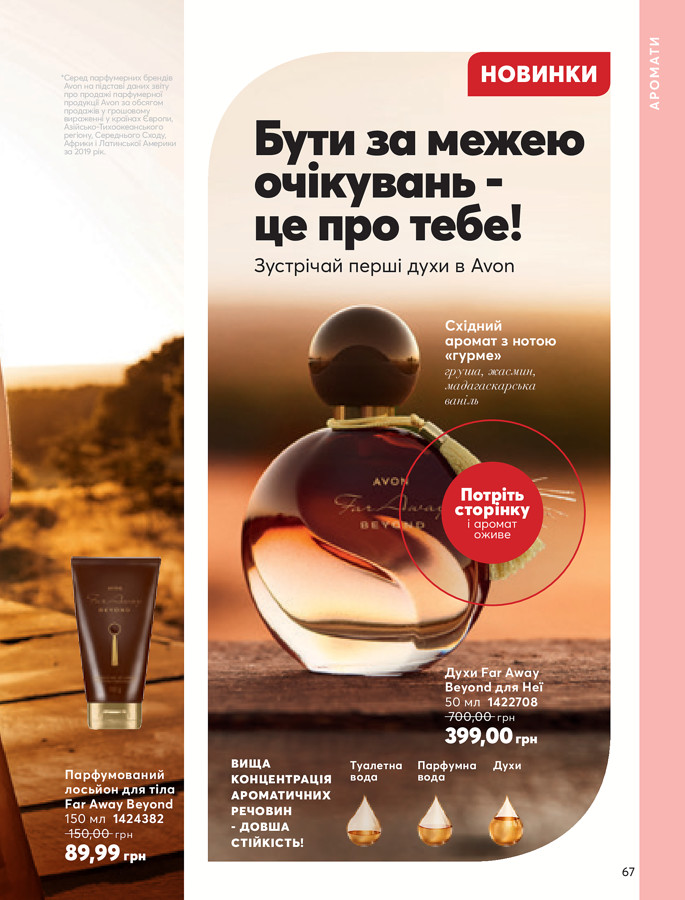 АРОМАТИ
*Серед парфумерних брендів
Avon на підставі даних звіту
про продажі парфумерної
продукції Avon за обсягом
продажів у грошовому
вираженні у країнах Європи,
Азійсько-Тихоокеанського
регіону, Середнього Сходу,
Африки і Латинської Америки
за 2019 рік.
НОВИНКИ
Бути за межею
очікувань -
це про тебе!
Зустрічай перші духи в Avon
Східний
аромат з нотою
«гурме»
груша, жасмин,
мадагаскарська
ваніль
AVON
Far Away
BEYOND
Потріть
сторінку
і аромат
оживе
AVON
Far Away
BEYOND
Духи Far Away
Beyond для Неї
50 мл 1422708
700,00 грн
399,00 грн
Парфумований
лосьйон для тіла
Far Away Beyond
150 мл 1424382
150,00 грн
89,99 грн
ВИЩА
КОНЦЕНТРАЦІЯ
АРОМАТИЧНИХ
РЕЧОВИН
- ДОВША
СТІЙКІСТЬ!
Туалетна
вода
Парфумна
вода
Духи
67